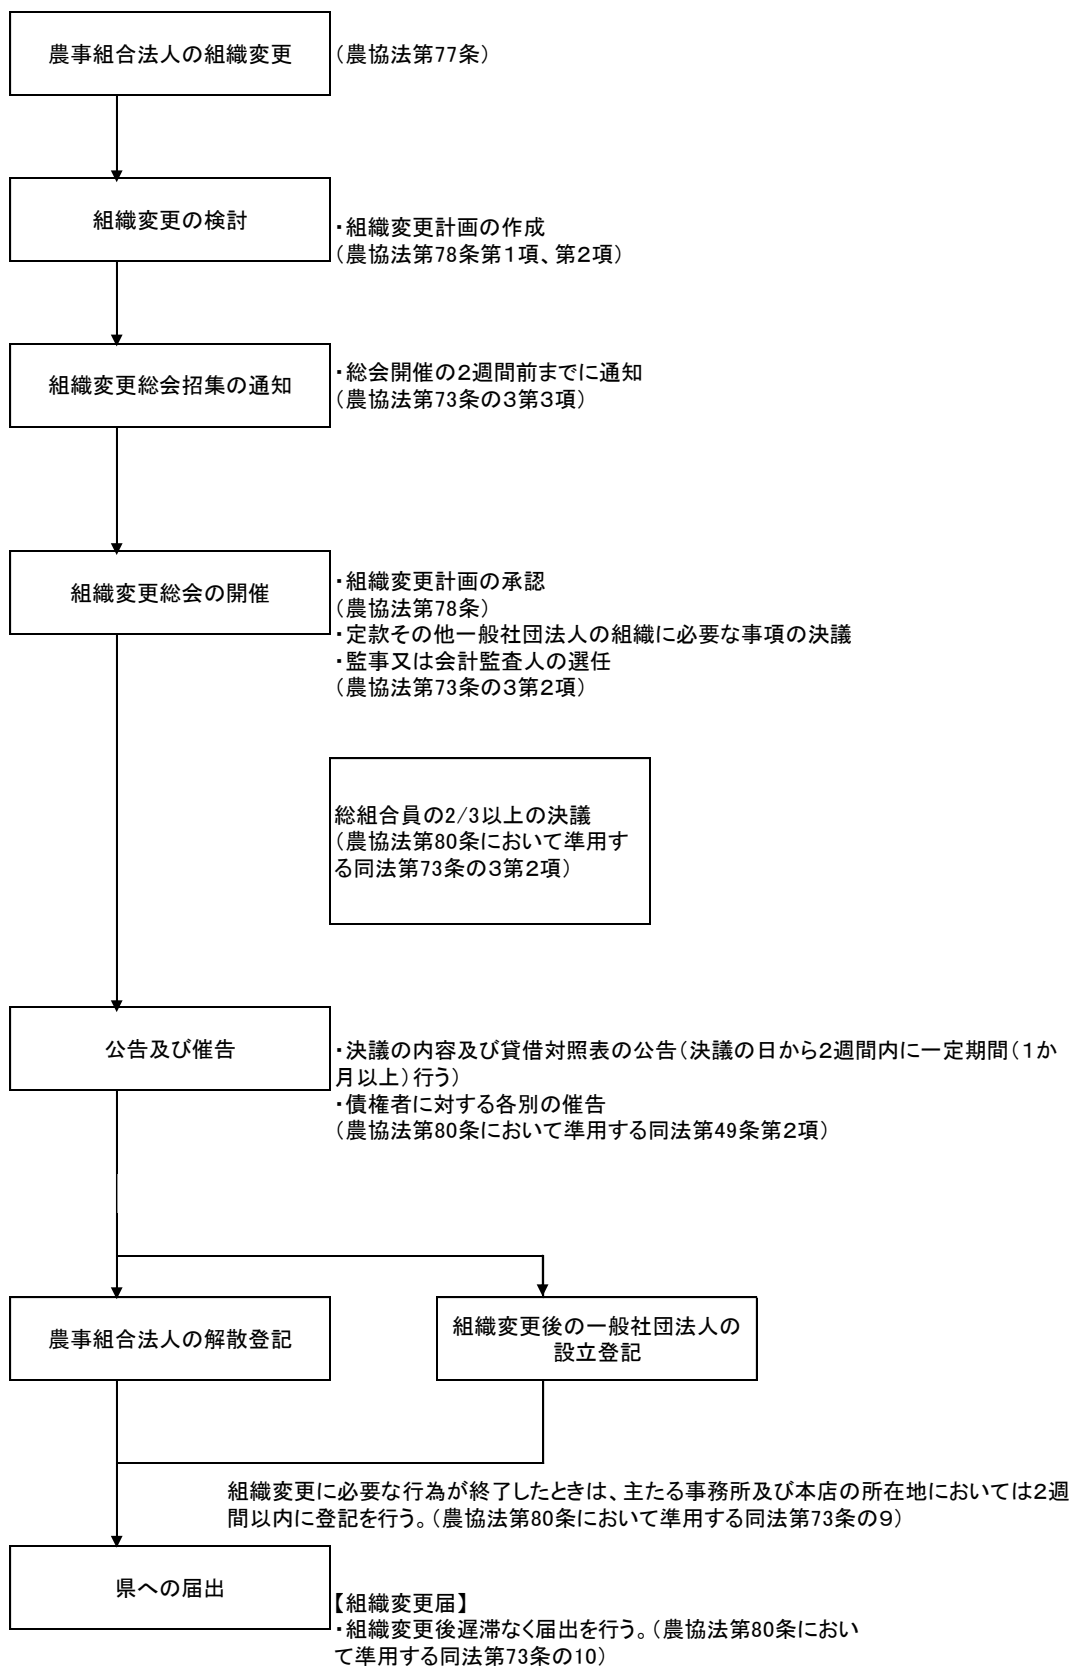 農事組合法人の組織変更
（農協法第77条）
組織変更の検討
・組織変更計画の作成
（農協法第78条第１項、第２項）
組織変更総会招集の通知
・総会開催の２週間前までに通知
（農協法第73条の３第３項）
組織変更総会の開催
・組織変更計画の承認
（農協法第78条）
・定款その他一般社団法人の組織に必要な事項の決議
・監事又は会計監査人の選任
（農協法第73条の３第２項）
総組合員の2/3以上の決議
（農協法第80条において準用す
る同法第73条の３第２項）
公告及び催告
・決議の内容及び貸借対照表の公告（決議の日から２週間内に一定期間（１か
月以上）行う）
・債権者に対する各別の催告
（農協法第80条において準用する同法第49条第２項）
農事組合法人の解散登記
組織変更後の一般社団法人の
設立登記
組織変更に必要な行為が終了したときは、主たる事務所及び本店の所在地においては２週
間以内に登記を行う。（農協法第80条において準用する同法第73条の９）
県への届出
【組織変更届】
・組織変更後遅滞なく届出を行う。（農協法第80条におい
て準用する同法第73条の10）